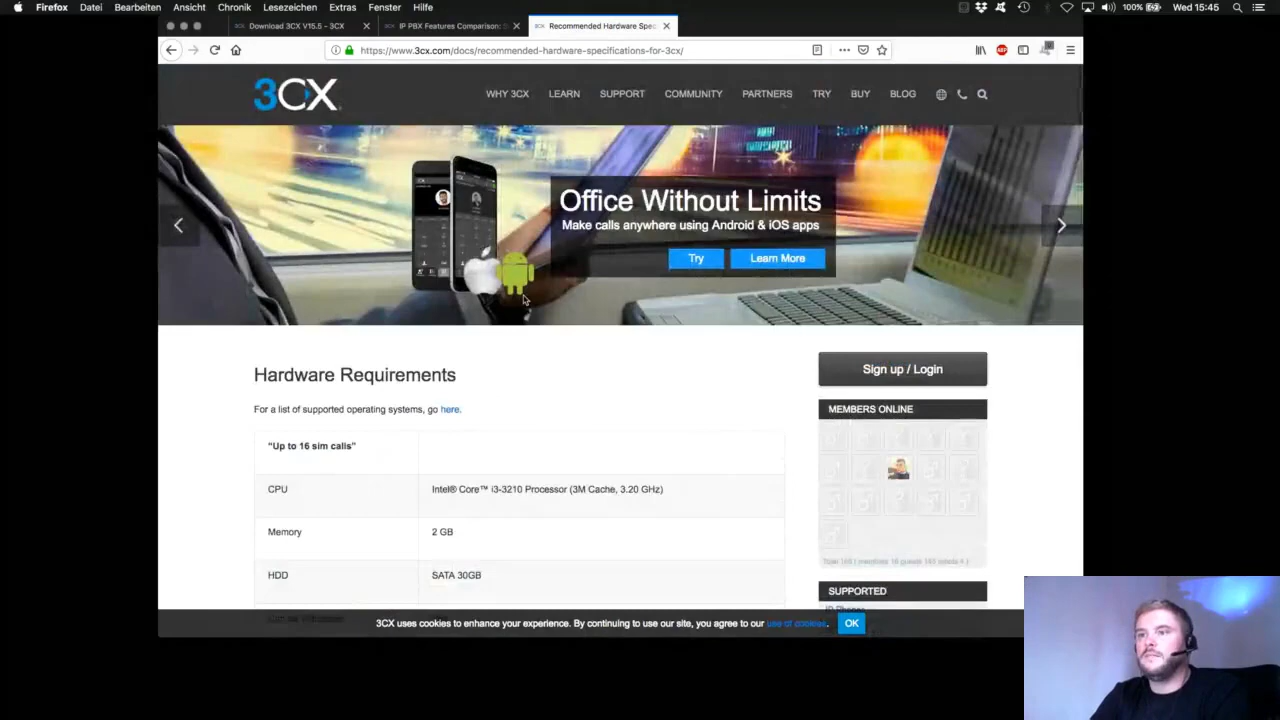 Firefox Datei Bearbeiten Ansicht Chronik Lesezeichen Extras Fenster Hilfe 100% Wed 15:45
Download 3CX V15.5 - 3CX
IP PBX Features Comparison: S
Recommended Hardware Spec
https://www.3cx.com/docs/recommended-hardware-specifications-for-3cx/
ABP
3CX
WHY 3CX LEARN SUPPORT COMMUNITY PARTNERS TRY BUY BLOG
Office Without Limits
Make calls anywhere using Android & iOS apps
Try Learn More
Hardware Requirements
For a list of supported operating systems, go here.
"Up to 16 sim calls"
CPU Intel® Core™ i3-3210 Processor (3M Cache, 3.20 GHz)
Memory 2 GB
HDD SATA 30GB
Sign up / Login
MEMBERS ONLINE
SUPPORTED
IP Phones
3CX uses cookies to enhance your experience. By continuing to use our site, you agree to our use of cookies. OK